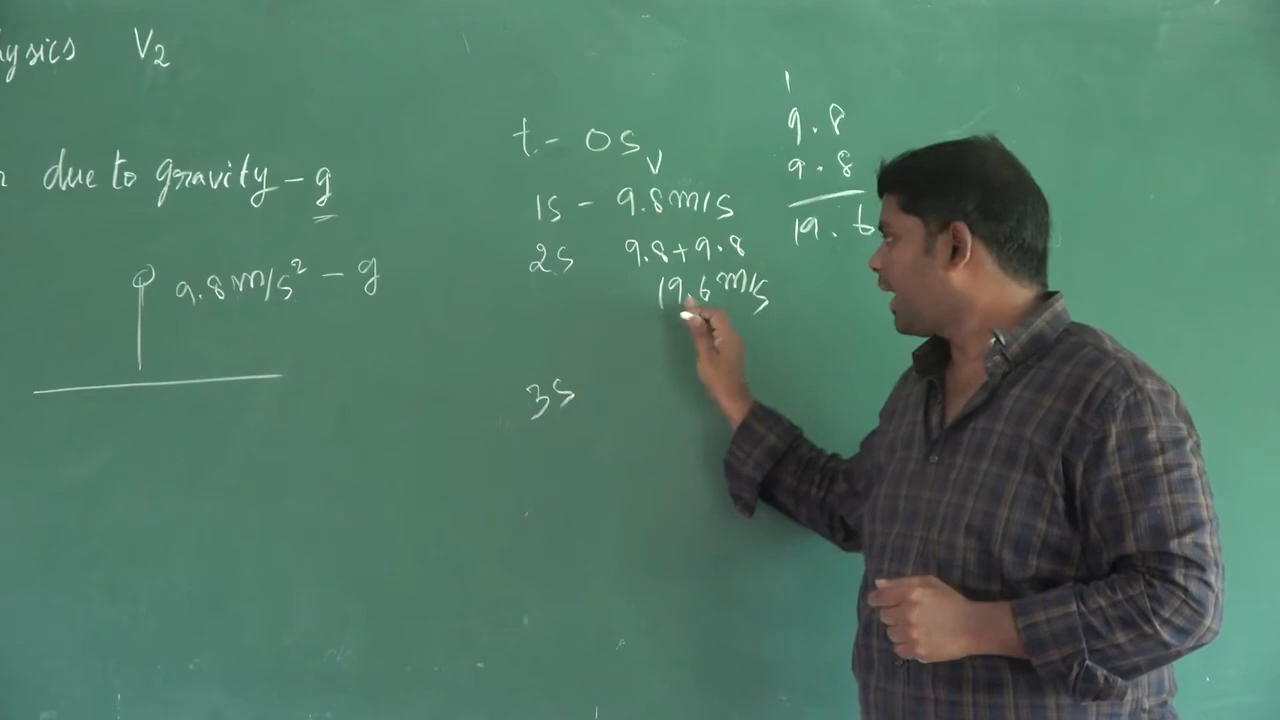 ysics V2
due to gravity - g
9.8 m/s² - g
t - 0s
v
1s - 9.8 m/s
2s 9.8 + 9.8
19.6 m/s
3s
1
9.8
9.8
19.6